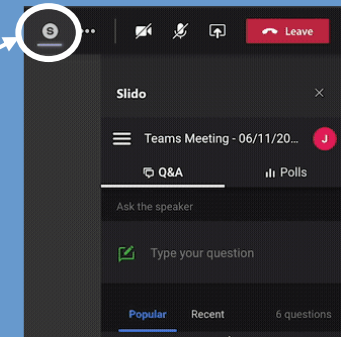 S ••• Leave
Slido
Teams Meeting - 06/11/20... J
Q&A Polls
Ask the speaker
Type your question
Popular Recent 6 questions